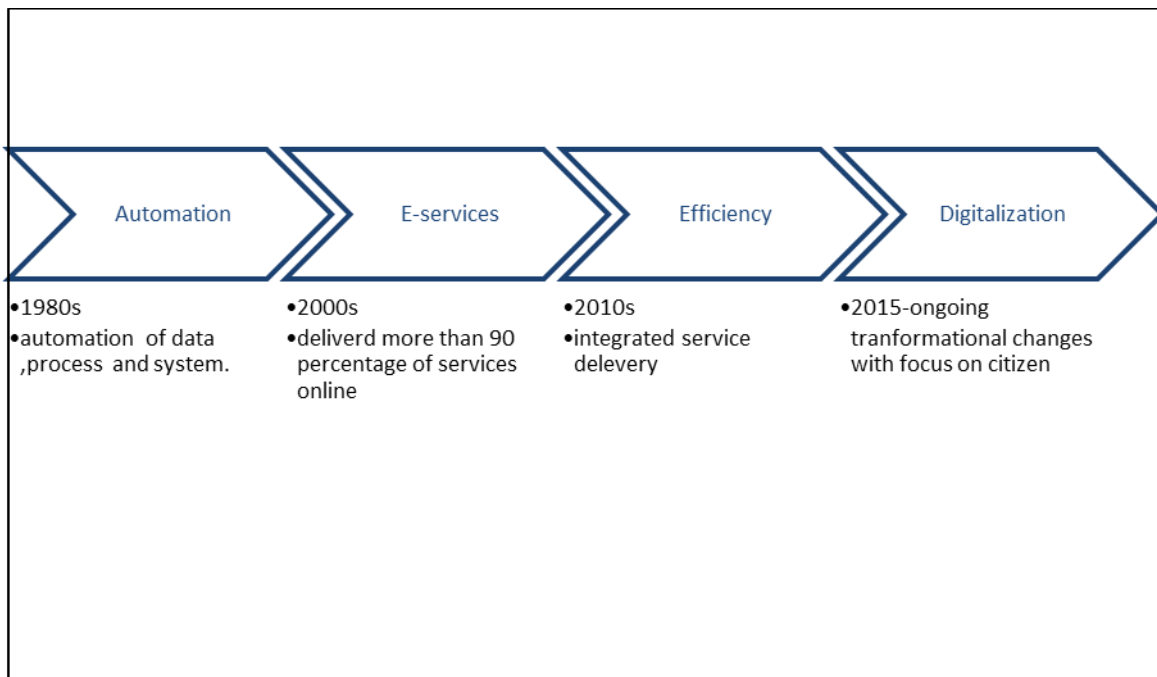 Automation
E-services
Efficiency
Digitalization
•1980s
•automation  of data
,process  and system.
•2000s
•deliverd more than 90
percentage of services
online
•2010s
•integrated service
delevery
•2015-ongoing
tranformational changes
with focus on citizen